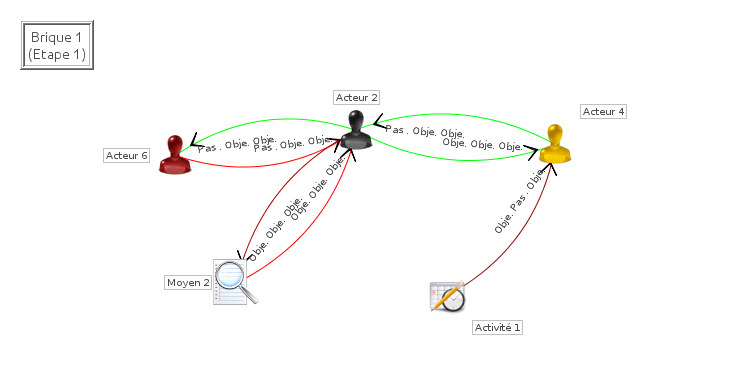 Brique 1
(Etape 1)
Acteur 2
Acteur 4
Pas . Obje. Obje.
Obje. Obje. Obje.
Pas . Obje. Obje.
Pas . Obje. Obje.
Acteur 6
Obje. Obje. Obje.
Obje. Obje. Obje.
Obje. Pas . Obje.
Moyen 2
Activité 1